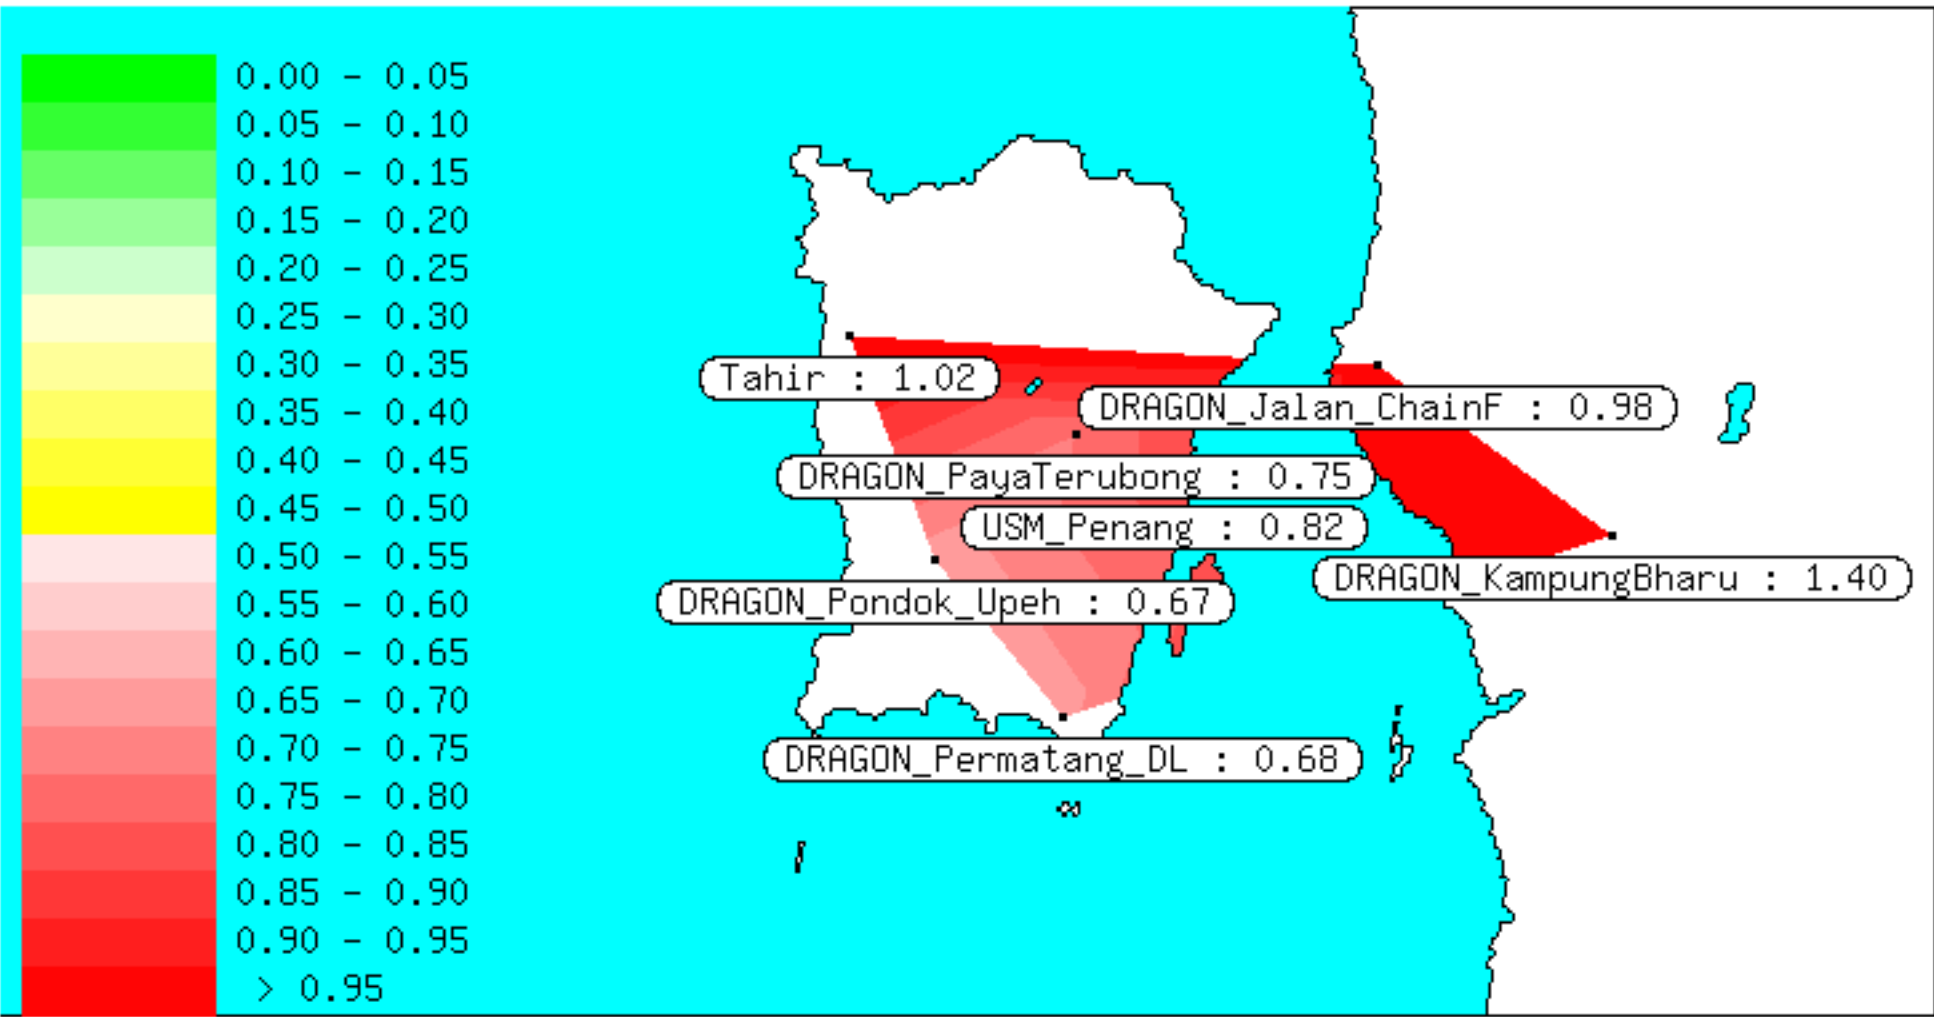 0.00 - 0.05
0.05 - 0.10
0.10 - 0.15
0.15 - 0.20
0.20 - 0.25
0.25 - 0.30
0.30 - 0.35
0.35 - 0.40
0.40 - 0.45
0.45 - 0.50
0.50 - 0.55
0.55 - 0.60
0.60 - 0.65
0.65 - 0.70
0.70 - 0.75
0.75 - 0.80
0.80 - 0.85
0.85 - 0.90
0.90 - 0.95
> 0.95
Tahir : 1.02
DRAGON_Jalan_ChainF : 0.98
DRAGON_PayaTerubong : 0.75
USM_Penang : 0.82
DRAGON_KampungBharu : 1.40
DRAGON_Pondok_Upeh : 0.67
DRAGON_Permatang_DL : 0.68